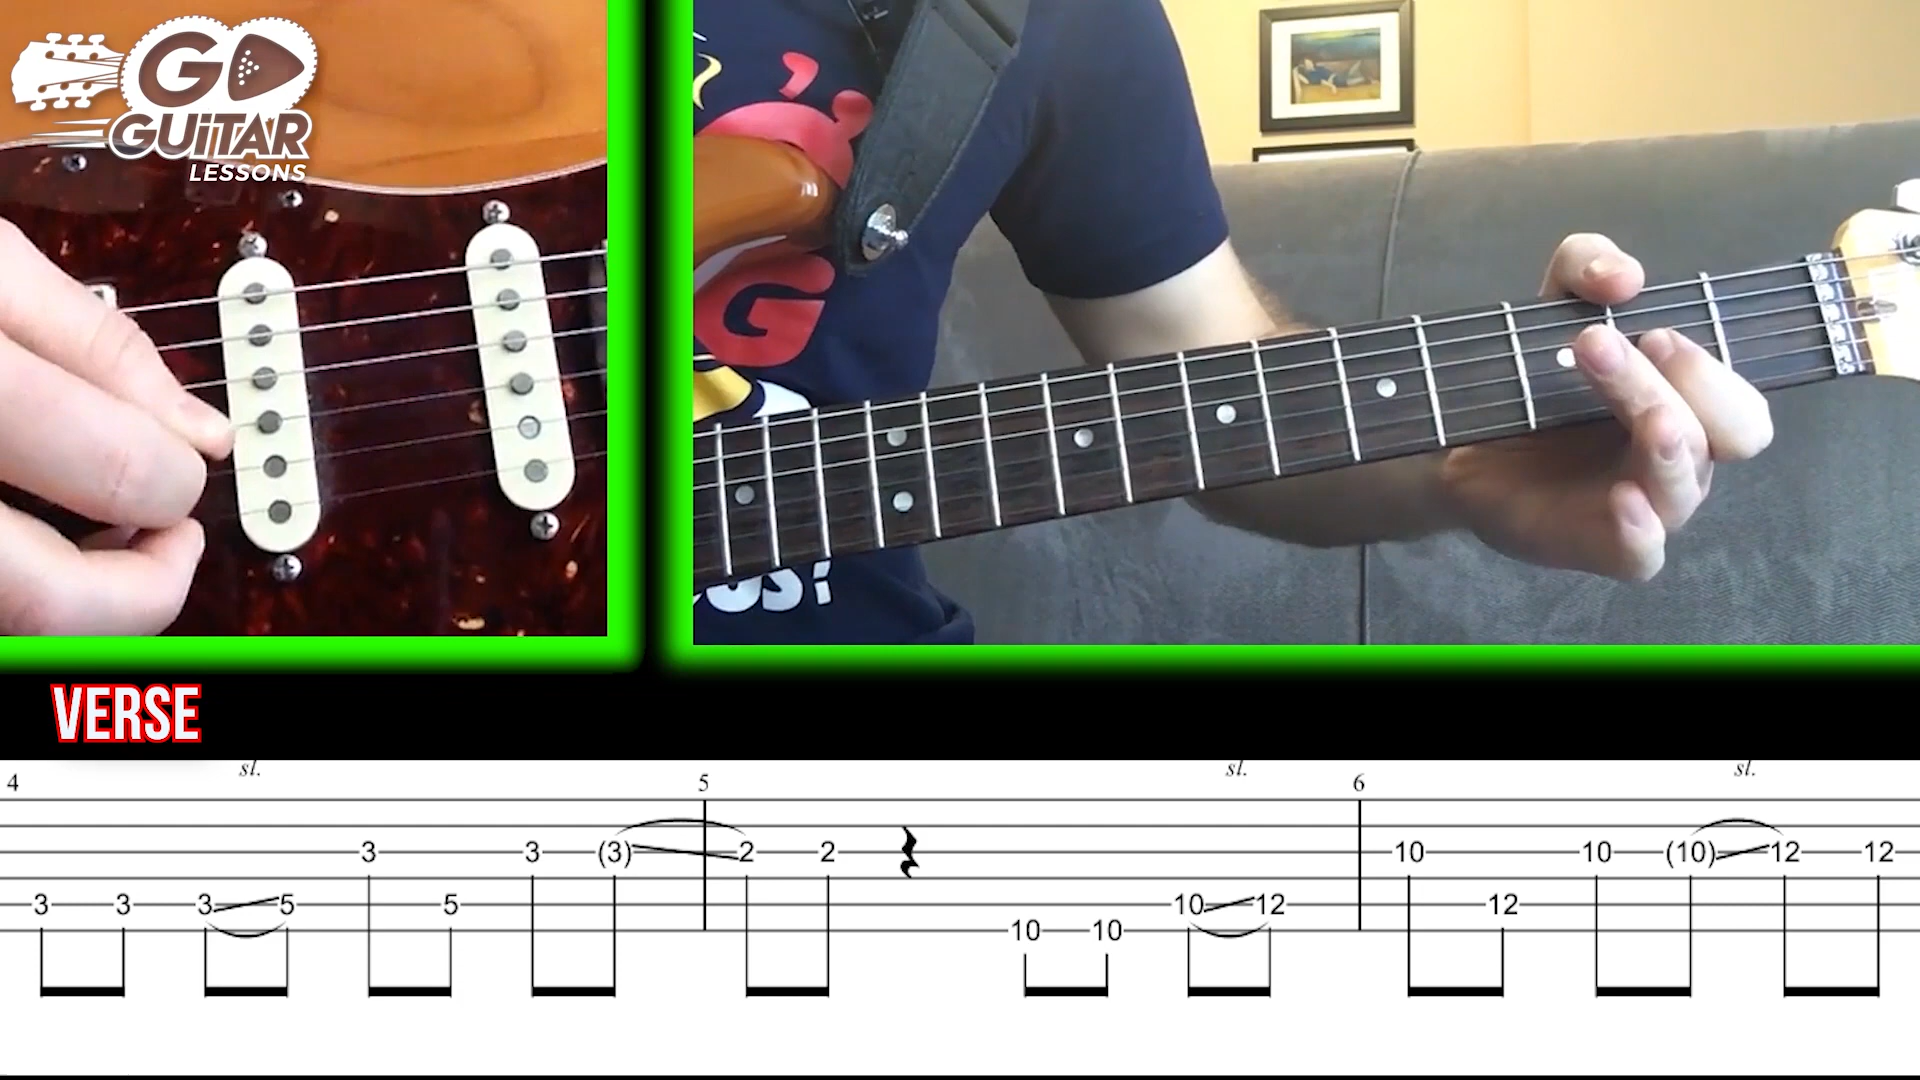 GO
GUiTAR
LESSONS
G
VERSE
sl. sl. sl.
4 5 6
3 3 (3) 2 2 10 10 (10) 12 12
3 3 3 5 5 10 12 12
10 10